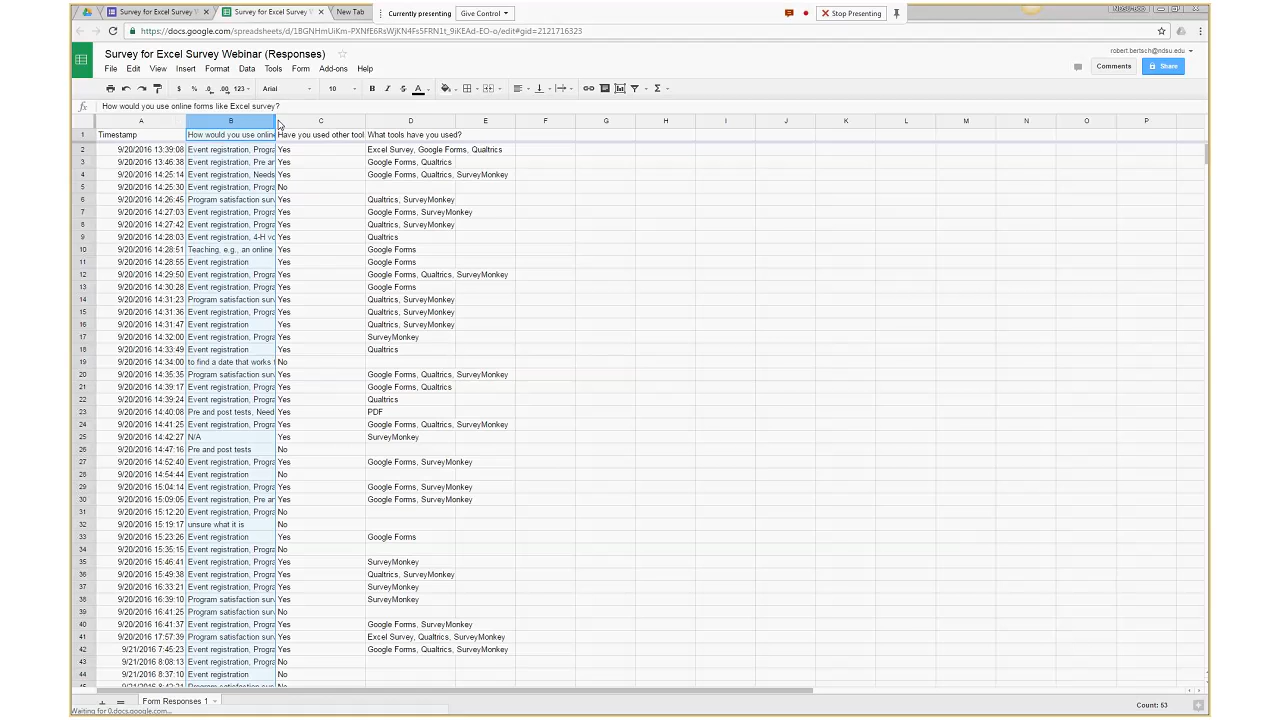 Survey for Excel Survey W
Survey for Excel Survey
New Tab
Currently presenting
Give Control
Stop Presenting
https://docs.google.com/spreadsheets/d/1BGNHmUiKm-PXNfE6RsWjKN4Fs5FRN1t_9iKEAd-EO-o/edit#gid=2121716323
Survey for Excel Survey Webinar (Responses)
robert.bertsch@ndsu.edu
File Edit View Insert Format Data Tools Form Add-ons Help
Comments
Share
$ % .0 .00 123 Arial 10 B I S A
fx How would you use online forms like Excel survey?
A B C D E F G H I J K L M N O P
1 Timestamp How would you use online Have you used other tool What tools have you used?
2 9/20/2016 13:39:08 Event registration, Progra Yes Excel Survey, Google Forms, Qualtrics
3 9/20/2016 13:46:38 Event registration, Pre an Yes Google Forms, Qualtrics
4 9/20/2016 14:25:14 Event registration, Needs Yes Google Forms, Qualtrics, SurveyMonkey
5 9/20/2016 14:25:30 Event registration, Progra No
6 9/20/2016 14:26:45 Program satisfaction surv Yes Qualtrics, SurveyMonkey
7 9/20/2016 14:27:03 Event registration, Progra Yes Google Forms, SurveyMonkey
8 9/20/2016 14:27:42 Event registration, Progra Yes Qualtrics, SurveyMonkey
9 9/20/2016 14:28:03 Event registration, 4-H vo Yes Qualtrics
10 9/20/2016 14:28:51 Teaching, e.g., an online Yes Google Forms
11 9/20/2016 14:28:55 Event registration Yes Google Forms
12 9/20/2016 14:29:50 Event registration, Progra Yes Google Forms, Qualtrics, SurveyMonkey
13 9/20/2016 14:30:28 Event registration, Progra Yes Google Forms
14 9/20/2016 14:31:23 Program satisfaction surv Yes Qualtrics, SurveyMonkey
15 9/20/2016 14:31:36 Event registration, Progra Yes Qualtrics, SurveyMonkey
16 9/20/2016 14:31:47 Event registration Yes Qualtrics, SurveyMonkey
17 9/20/2016 14:32:00 Event registration, Progra Yes SurveyMonkey
18 9/20/2016 14:33:49 Event registration Yes Qualtrics
19 9/20/2016 14:34:00 to find a date that works f No
20 9/20/2016 14:35:35 Program satisfaction surv Yes Google Forms, Qualtrics, SurveyMonkey
21 9/20/2016 14:39:17 Event registration, Progra Yes Google Forms, Qualtrics
22 9/20/2016 14:39:24 Event registration, Progra Yes Qualtrics
23 9/20/2016 14:40:08 Pre and post tests, Need Yes PDF
24 9/20/2016 14:41:25 Event registration, Progra Yes Google Forms, Qualtrics, SurveyMonkey
25 9/20/2016 14:42:27 N/A Yes SurveyMonkey
26 9/20/2016 14:47:16 Pre and post tests No
27 9/20/2016 14:52:40 Event registration, Progra Yes Google Forms, SurveyMonkey
28 9/20/2016 14:54:44 Event registration No
29 9/20/2016 15:04:14 Event registration, Progra Yes Google Forms, SurveyMonkey
30 9/20/2016 15:09:05 Event registration, Pre an Yes Google Forms, SurveyMonkey
31 9/20/2016 15:12:20 Event registration, Progra No
32 9/20/2016 15:19:17 unsure what it is No
33 9/20/2016 15:23:26 Event registration Yes Google Forms
34 9/20/2016 15:35:15 Event registration, Progra No
35 9/20/2016 15:46:41 Event registration, Progra Yes SurveyMonkey
36 9/20/2016 15:49:38 Event registration, Progra Yes Qualtrics, SurveyMonkey
37 9/20/2016 16:33:21 Event registration, Progra Yes SurveyMonkey
38 9/20/2016 16:39:10 Program satisfaction surv Yes SurveyMonkey
39 9/20/2016 16:41:25 Program satisfaction surv No
40 9/20/2016 16:41:37 Event registration, Progra Yes Google Forms, SurveyMonkey
41 9/20/2016 17:57:39 Program satisfaction surv Yes Excel Survey, Qualtrics, SurveyMonkey
42 9/21/2016 7:45:23 Event registration, Progra Yes Google Forms, Qualtrics, SurveyMonkey
43 9/21/2016 8:08:13 Event registration, Progra No
44 9/21/2016 8:37:10 Event registration No
Form Responses 1
Count: 53
Waiting for 0.docs.google.com...